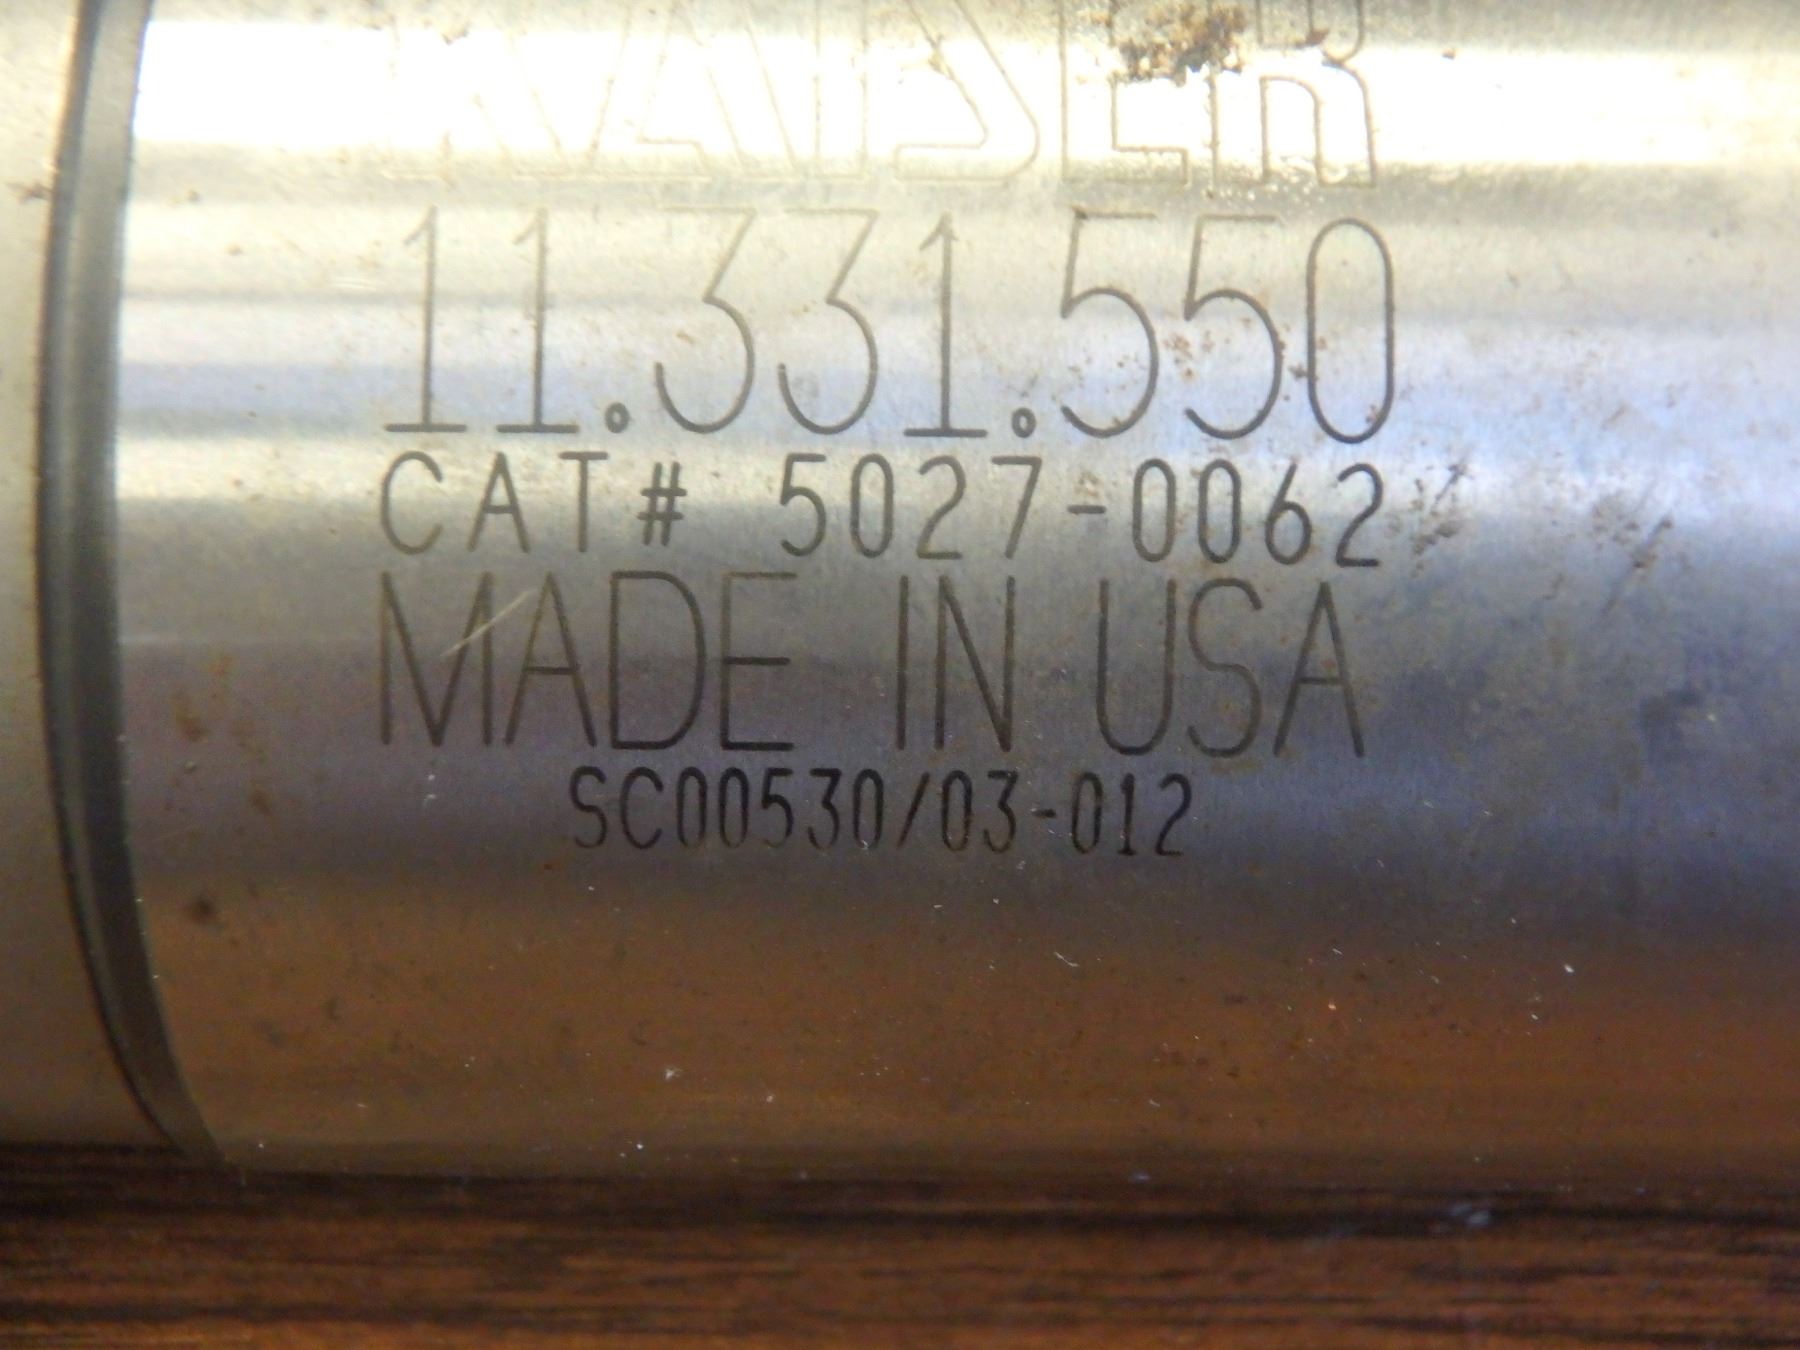 KAISER
11.331.550
CAT# 5027-0062
MADE IN USA
SC00530/03-012